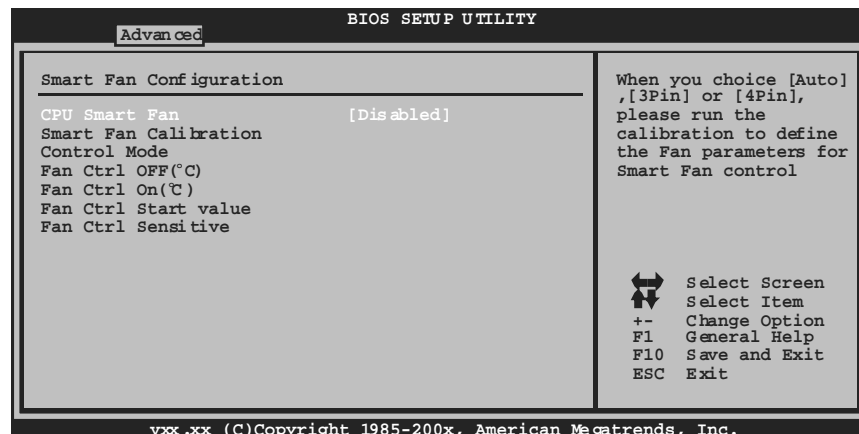 BIOS SETUP UTILITY
Advanced
Smart Fan Configuration
CPU Smart Fan [Disabled]
Smart Fan Calibration
Control Mode
Fan Ctrl OFF(°C)
Fan Ctrl On(°C)
Fan Ctrl Start value
Fan Ctrl Sensitive
When you choice [Auto]
,[3Pin] or [4Pin],
please run the
calibration to define
the Fan parameters for
Smart Fan control
Select Screen
Select Item
+- Change Option
F1 General Help
F10 Save and Exit
ESC Exit
vxx.xx (C)Copyright 1985-200x, American Megatrends, Inc.